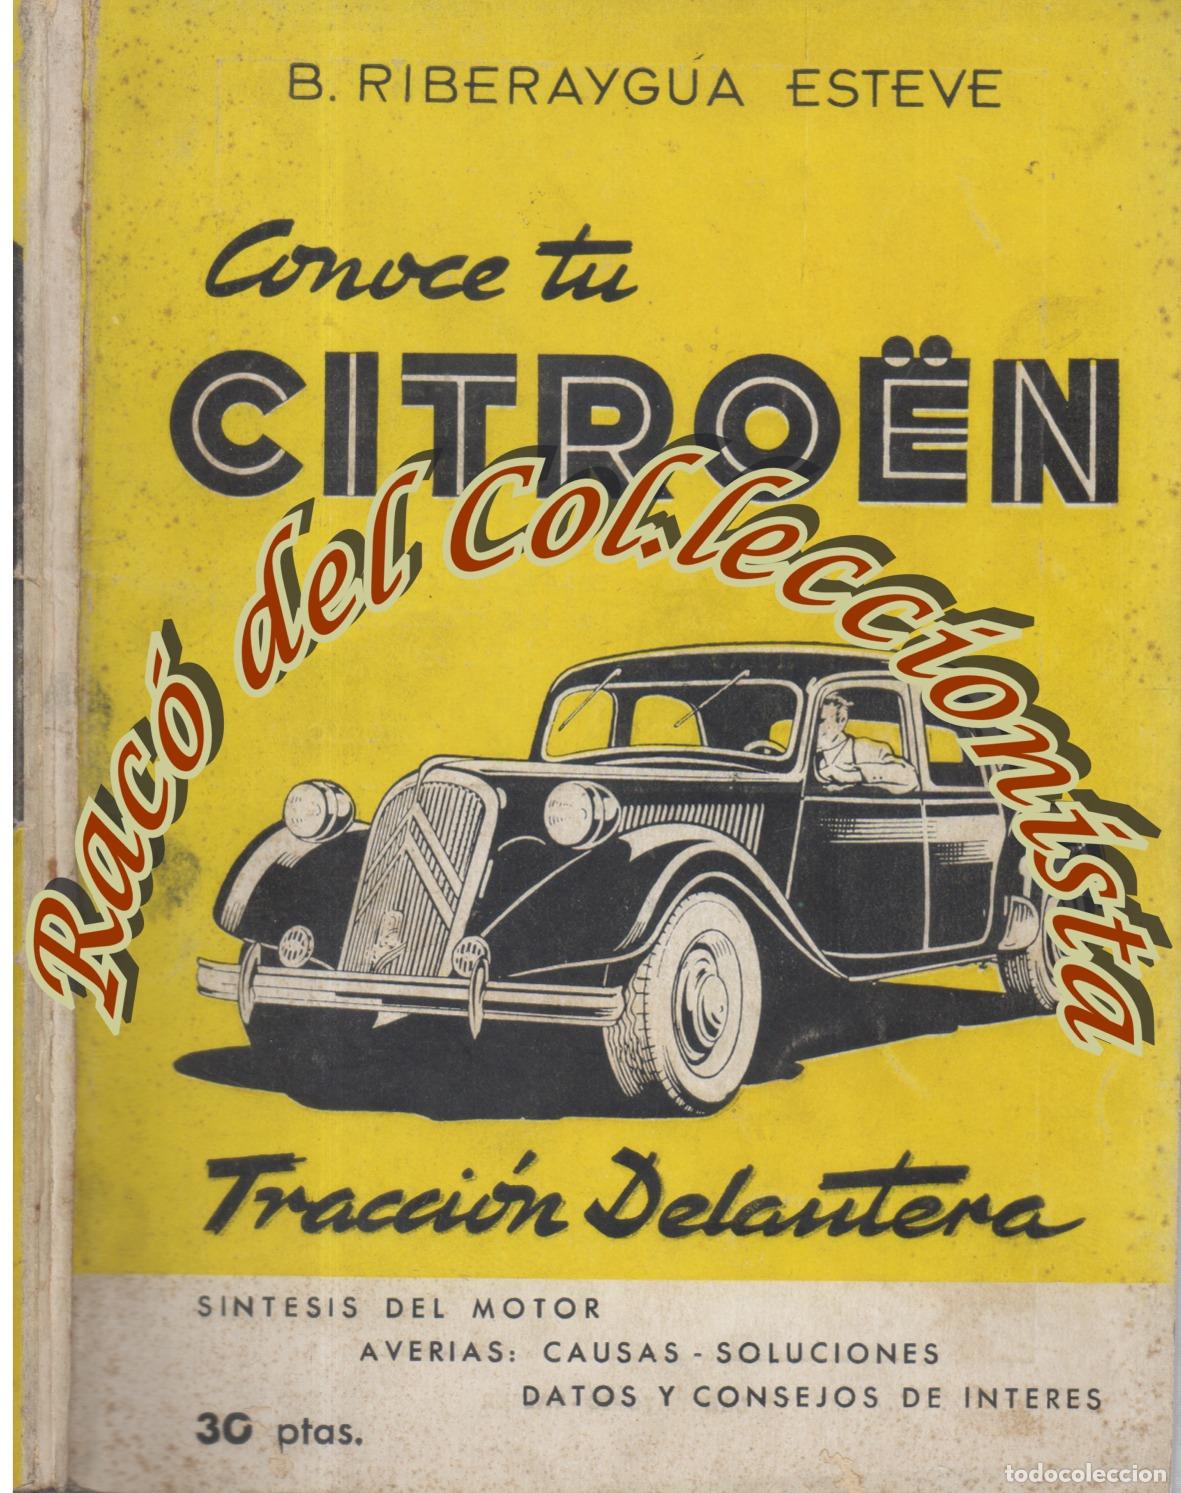 B. RIBERAYGÚA ESTEVE
Conoce tu
CITROËN
Racó del Col·leccionista
Tracción Delantera
SINTESIS DEL MOTOR
AVERIAS: CAUSAS - SOLUCIONES
DATOS Y CONSEJOS DE INTERES
30 ptas.
todocoleccion